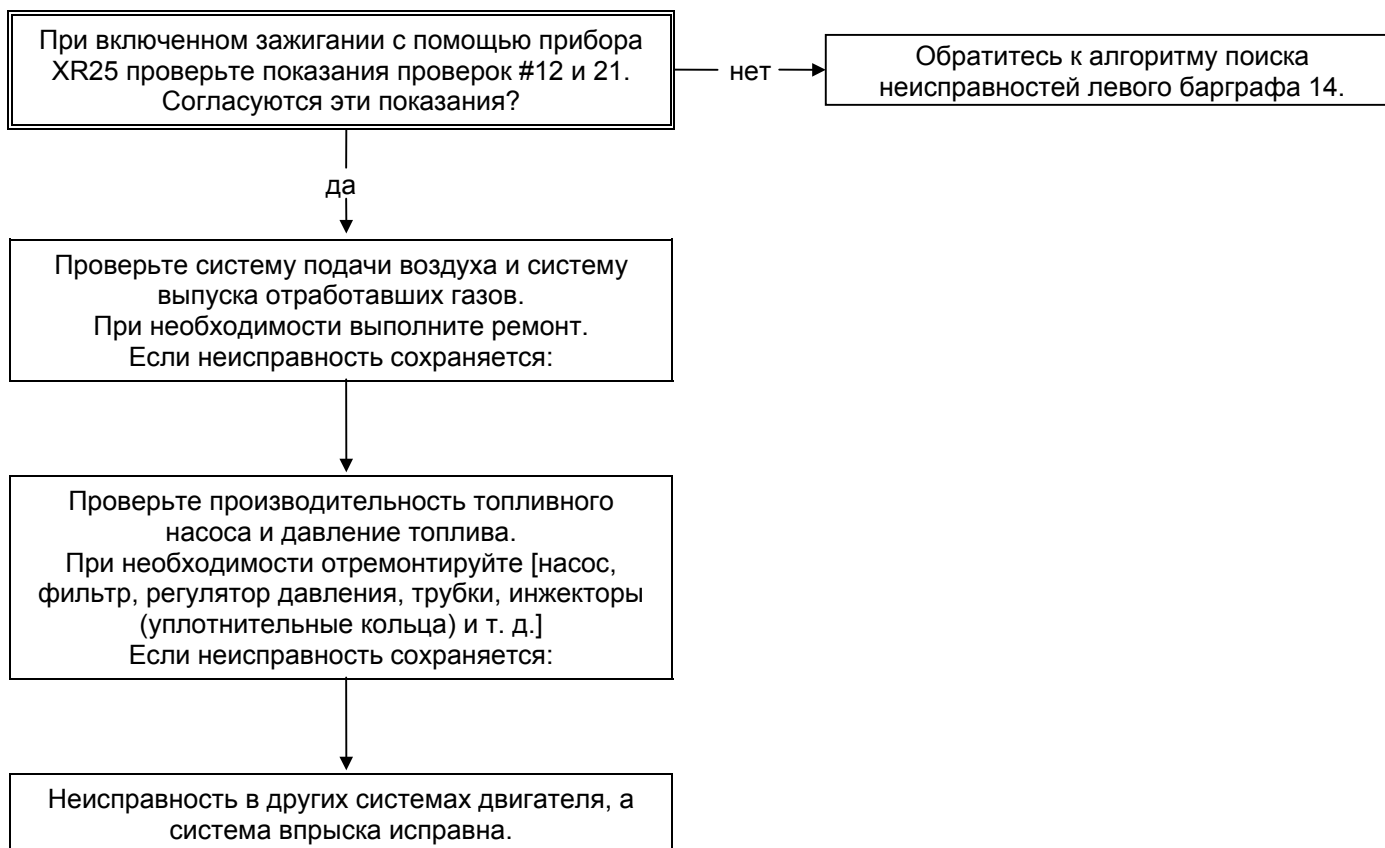 При включенном зажигании с помощью прибора
XR25 проверьте показания проверок #12 и 21.
Согласуются эти показания?
нет
Обратитесь к алгоритму поиска
неисправностей левого барграфа 14.
да
Проверьте систему подачи воздуха и систему
выпуска отработавших газов.
При необходимости выполните ремонт.
Если неисправность сохраняется:
Проверьте производительность топливного
насоса и давление топлива.
При необходимости отремонтируйте [насос,
фильтр, регулятор давления, трубки, инжекторы
(уплотнительные кольца) и т. д.]
Если неисправность сохраняется:
Неисправность в других системах двигателя, а
система впрыска исправна.